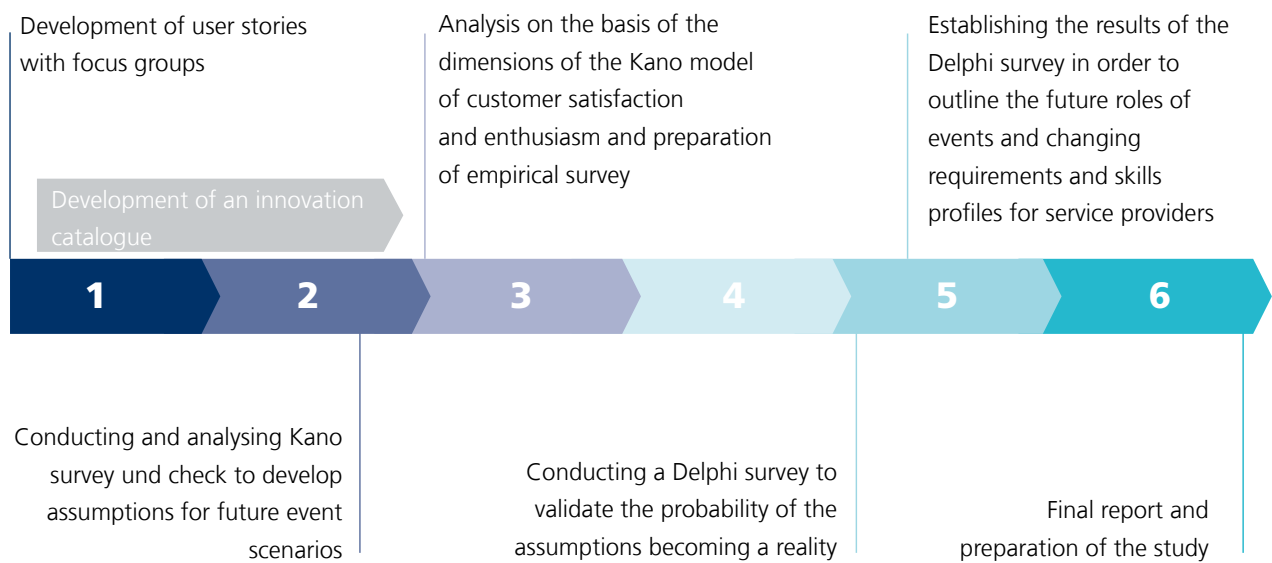 Development of user stories
with focus groups
Analysis on the basis of the
dimensions of the Kano model
of customer satisfaction
and enthusiasm and preparation
of empirical survey
Establishing the results of the
Delphi survey in order to
outline the future roles of
events and changing
requirements and skills
profiles for service providers
Development of an innovation
catalogue
1
2
3
4
5
6
Conducting and analysing Kano
survey und check to develop
assumptions for future event
scenarios
Conducting a Delphi survey to
validate the probability of the
assumptions becoming a reality
Final report and
preparation of the study